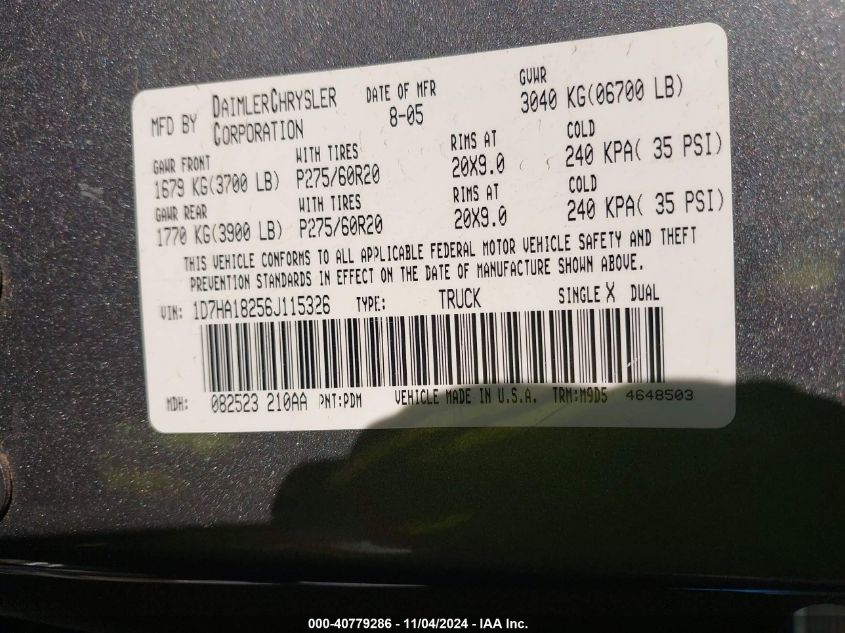 MFD BY DAIMLERCHRYSLER CORPORATION DATE OF MFR 8-05 GVWR 3040 KG(06700 LB)
GAWR FRONT WITH TIRES RIMS AT COLD
1679 KG(3700 LB) P275/60R20 20X9.0 240 KPA( 35 PSI)
GAWR REAR WITH TIRES RIMS AT COLD
1770 KG(3900 LB) P275/60R20 20X9.0 240 KPA( 35 PSI)
THIS VEHICLE CONFORMS TO ALL APPLICABLE FEDERAL MOTOR VEHICLE SAFETY AND THEFT
PREVENTION STANDARDS IN EFFECT ON THE DATE OF MANUFACTURE SHOWN ABOVE.
VIN: 1D7HA18256J115326 TYPE: TRUCK SINGLE X DUAL
MDH: 082523 210AA PNT:PDM VEHICLE MADE IN U.S.A. TRM:M9D5 4648503
000-40779286 - 11/04/2024 - IAA Inc.